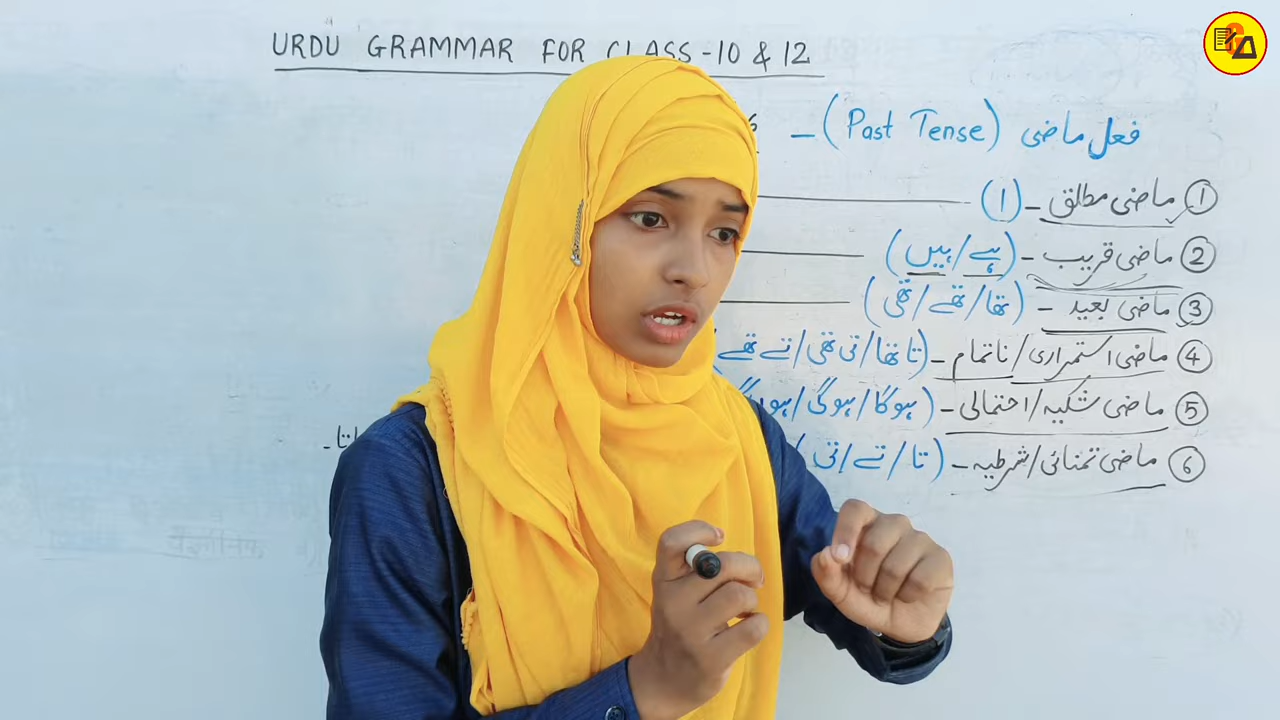 URDU GRAMMAR FOR CLASS-10 & 12
فعل ماضی (Past Tense) –
① ماضی مطلق – (ا)
② ماضی قریب – (ہے/ہیں)
③ ماضی بعید – (تھا/تھے/تھی)
④ ماضی استمراری/ناتمام – (تا تھا/تی تھی/تے تھے
⑤ ماضی شکیہ/احتمالی – (ہوگا/ہوگی/
⑥ ماضی تمنائی/شرطیہ – (تا/تے/تی)